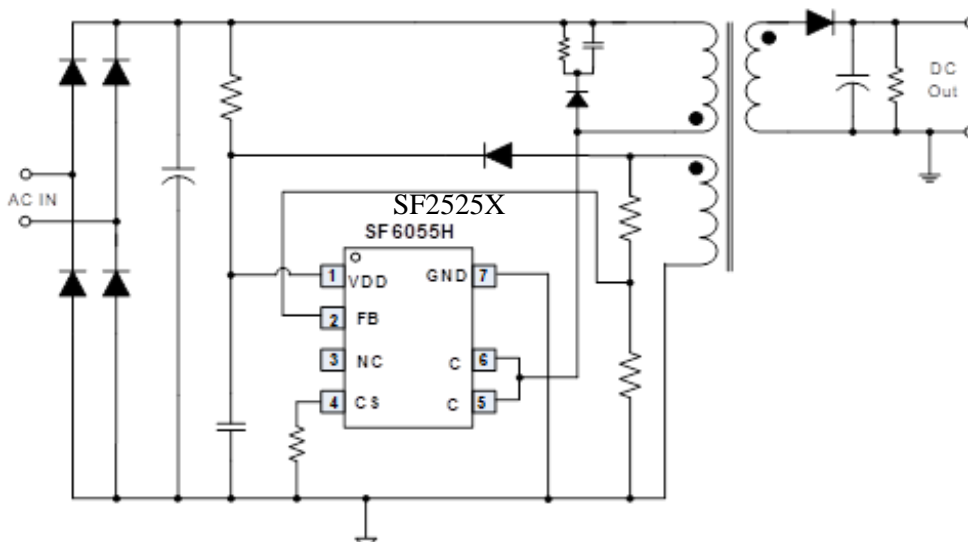 DC
Out
AC IN
SF2525X
SF6055H
1 VDD GND 7
2 FB
3 NC C 6
4 CS C 5